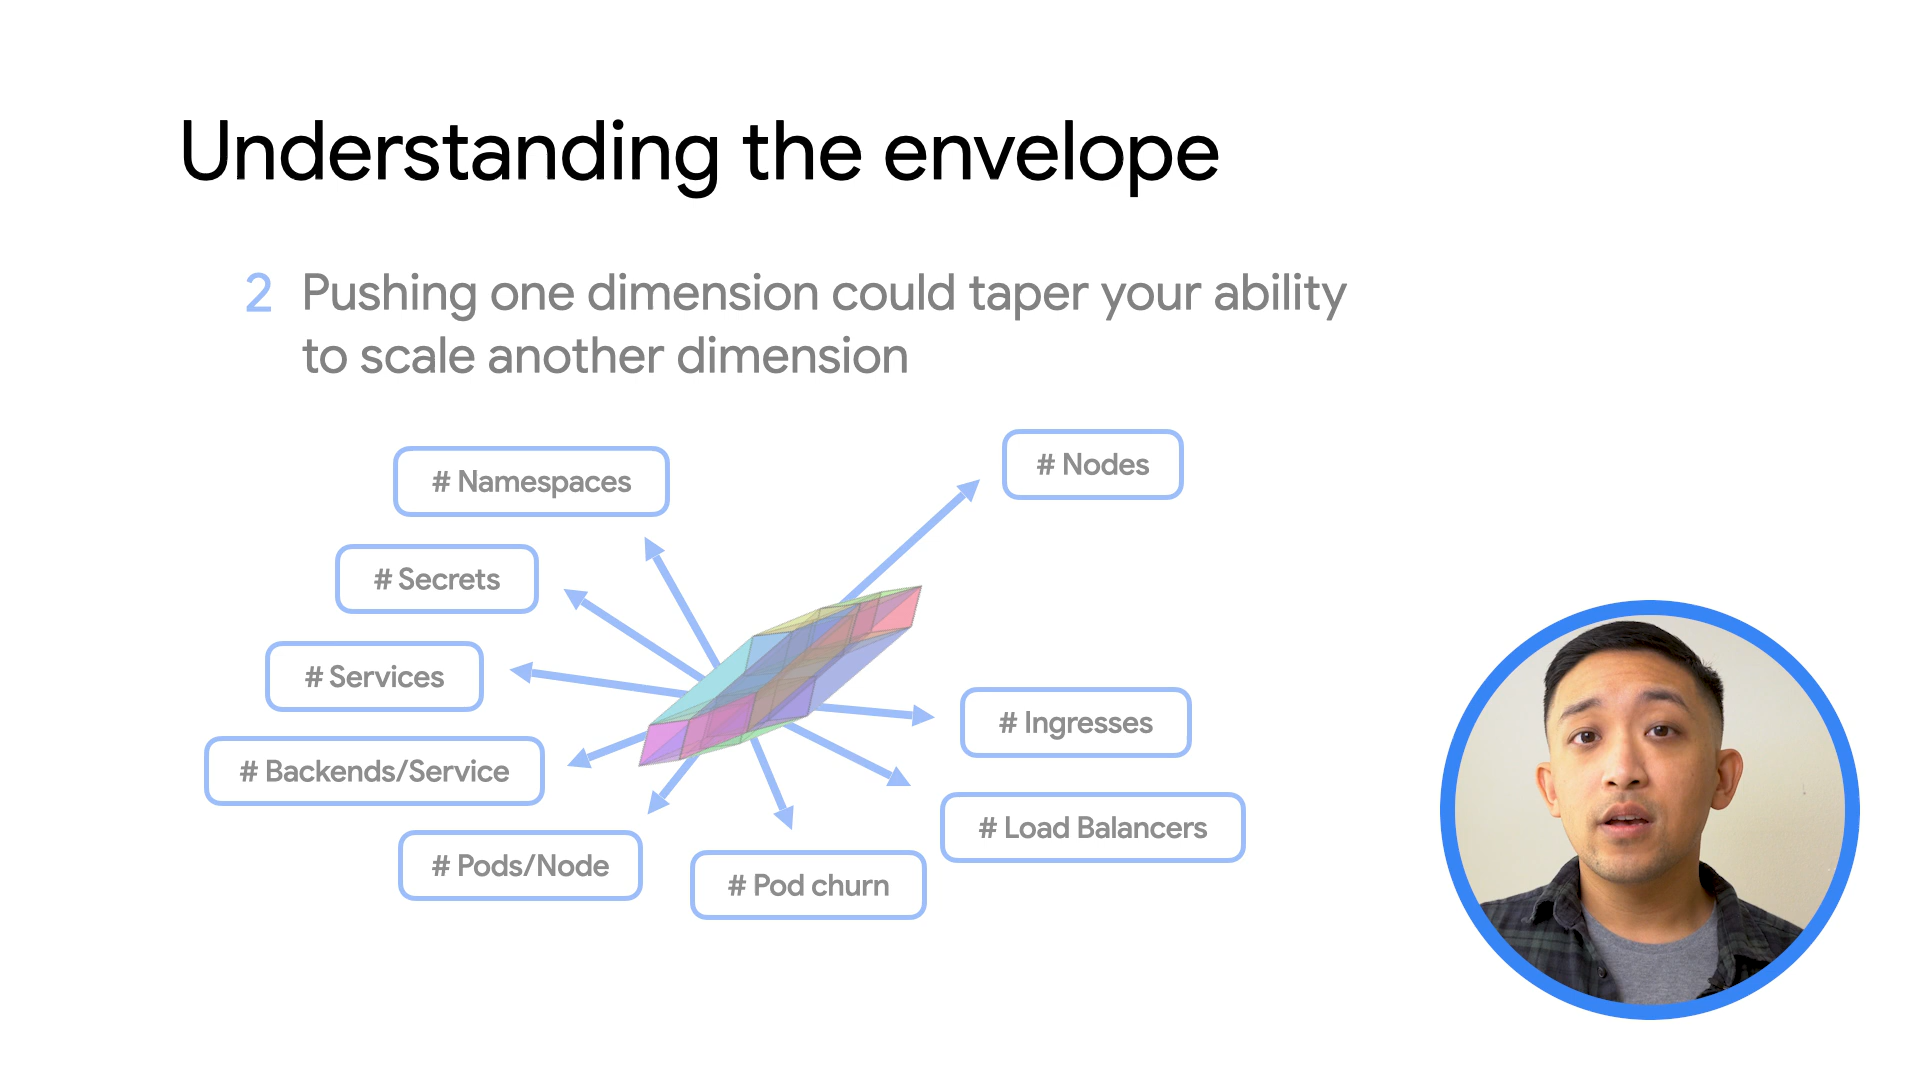 Understanding the envelope
2 Pushing one dimension could taper your ability
to scale another dimension
# Namespaces
# Nodes
# Secrets
# Services
# Ingresses
# Backends/Service
# Load Balancers
# Pods/Node
# Pod churn